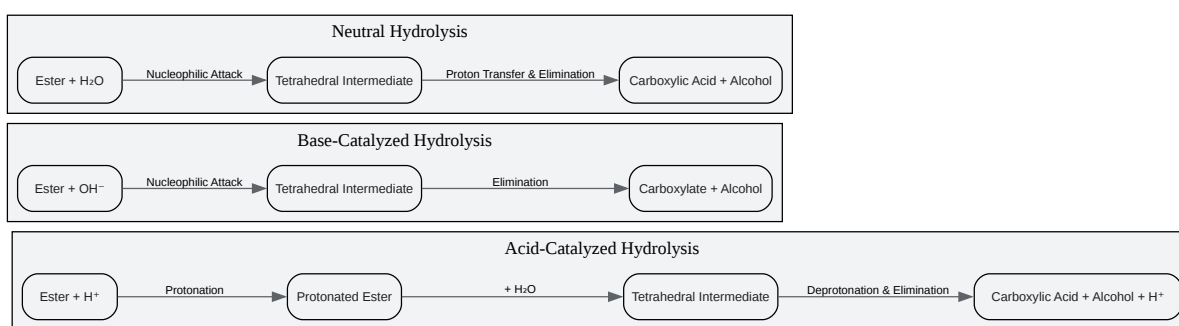 Neutral Hydrolysis
Ester + H₂O
Nucleophilic Attack
Tetrahedral Intermediate
Proton Transfer & Elimination
Carboxylic Acid + Alcohol
Base-Catalyzed Hydrolysis
Ester + OH⁻
Nucleophilic Attack
Tetrahedral Intermediate
Elimination
Carboxylate + Alcohol
Acid-Catalyzed Hydrolysis
Ester + H⁺
Protonation
Protonated Ester
+ H₂O
Tetrahedral Intermediate
Deprotonation & Elimination
Carboxylic Acid + Alcohol + H⁺